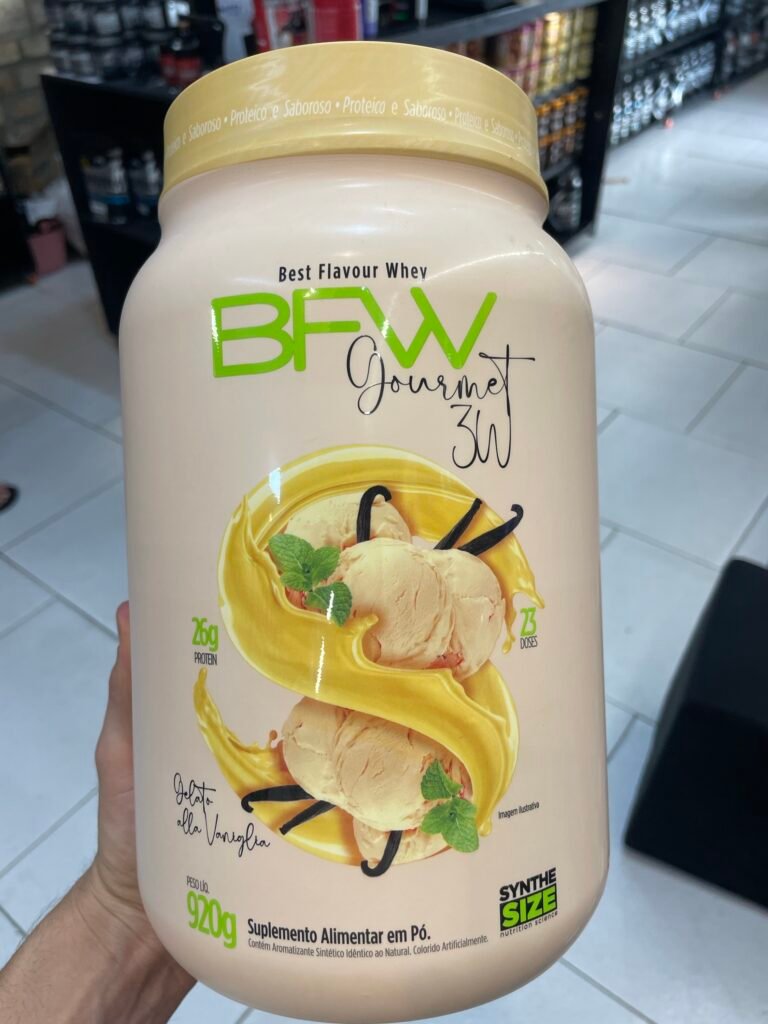 Proteico e Saboroso • Proteico e Saboroso • Proteico e Saboroso • Proteico e Saboroso
Best Flavour Whey
BFW
Gourmet
3W
26g
PROTEIN
23
DOSES
Gelato
alla Vaniglia
Imagem ilustrativa
PESO LÍQ.
920g
Suplemento Alimentar em Pó.
Contém Aromatizante Sintético Idêntico ao Natural. Colorido Artificialmente.
SYNTHE
SIZE
nutrition science